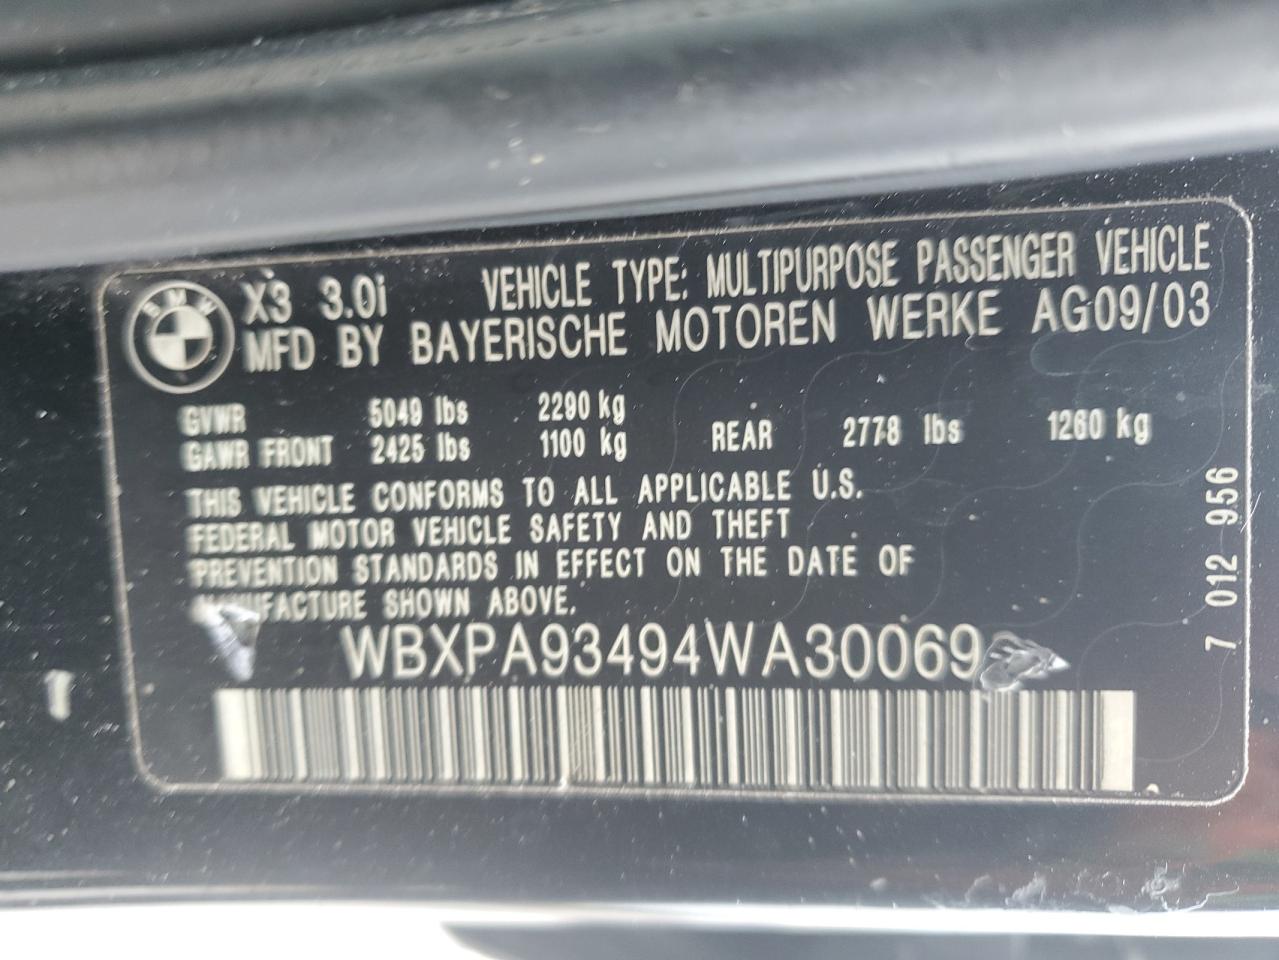 BMW
X3 3.0i VEHICLE TYPE: MULTIPURPOSE PASSENGER VEHICLE
MFD BY BAYERISCHE MOTOREN WERKE AG09/03
GVWR 5049 lbs 2290 kg
GAWR FRONT 2425 lbs 1100 kg REAR 2778 lbs 1260 kg
THIS VEHICLE CONFORMS TO ALL APPLICABLE U.S.
FEDERAL MOTOR VEHICLE SAFETY AND THEFT
PREVENTION STANDARDS IN EFFECT ON THE DATE OF
MANUFACTURE SHOWN ABOVE.
WBXPA93494WA30069
7 012 956